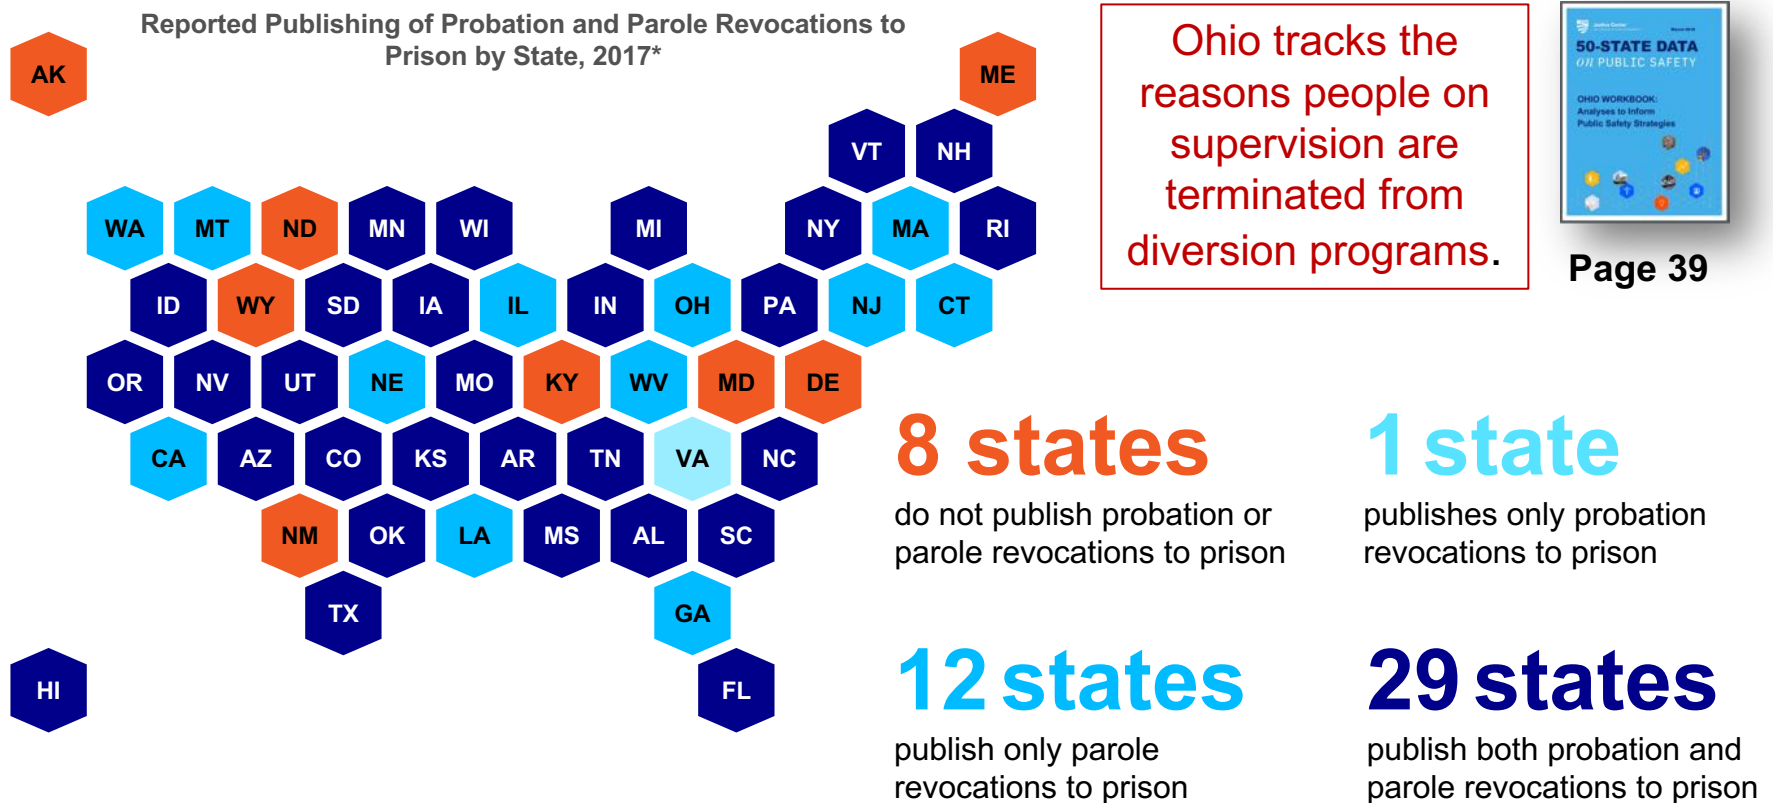 Reported Publishing of Probation and Parole Revocations to
Prison by State, 2017*
AK
ME
VT NH
WA MT ND MN WI MI NY MA RI
ID WY SD IA IL IN OH PA NJ CT
OR NV UT NE MO KY WV MD DE
CA AZ CO KS AR TN VA NC
NM OK LA MS AL SC
TX GA
HI FL
Ohio tracks the
reasons people on
supervision are
terminated from
diversion programs.
Justice Center
50-STATE DATA
ON PUBLIC SAFETY
OHIO WORKBOOK:
Analyses to Inform
Public Safety Strategies
Page 39
8 states
do not publish probation or
parole revocations to prison
1 state
publishes only probation
revocations to prison
12 states
publish only parole
revocations to prison
29 states
publish both probation and
parole revocations to prison